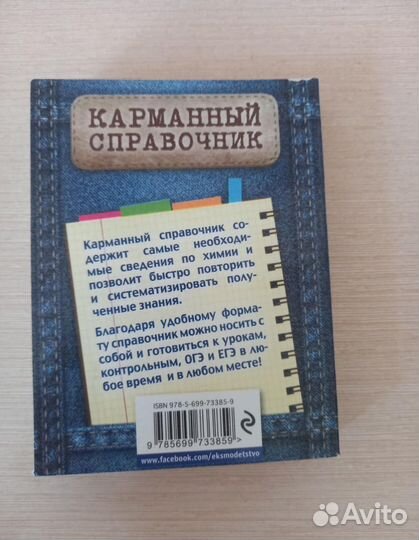 КАРМАННЫЙ
СПРАВОЧНИК
Карманный справочник со-
держит самые необходи-
мые сведения по химии и
позволит быстро повторить
и систематизировать полу-
ченные знания.
Благодаря удобному форма-
ту справочник можно носить с
собой и готовиться к урокам,
контрольным, ОГЭ и ЕГЭ в лю-
бое время и в любом месте!
ISBN 978-5-699-73385-9
9 785699 733859>
www.facebook.com/eksmodetstvo
Avito